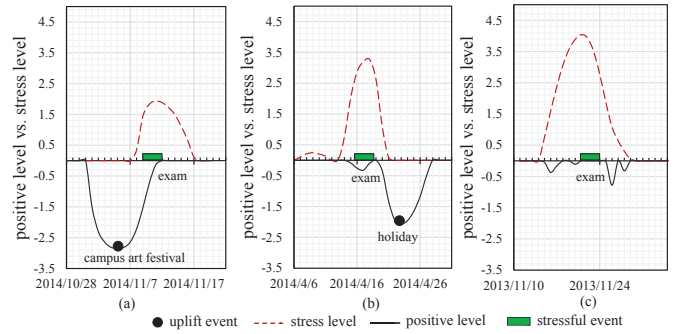 positive level vs. stress level
4.5
3.5
2.5
1.5
0.5
-0.5
-1.5
-2.5
-3.5
exam
campus art festival
2014/10/28 2014/11/7 2014/11/17
(a)
positive level vs. stress level
4.5
3.5
2.5
1.5
0.5
-0.5
-1.5
-2.5
-3.5
exam
holiday
2014/4/6 2014/4/16 2014/4/26
(b)
positive level vs. stress level
4.5
3.5
2.5
1.5
0.5
-0.5
-1.5
-2.5
-3.5
exam
2013/11/10 2013/11/24
(c)
uplift event stress level positive level stressful event